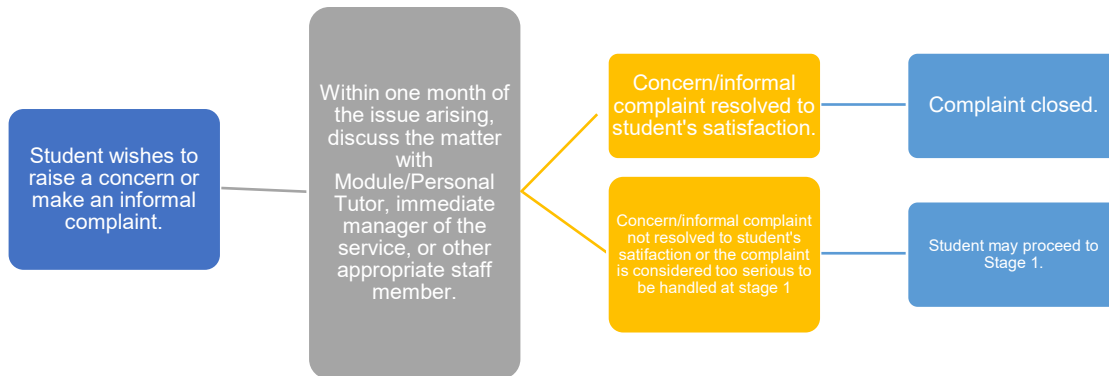 Student wishes to
raise a concern or
make an informal
complaint.
Within one month of
the issue arising,
discuss the matter
with
Module/Personal
Tutor, immediate
manager of the
service, or other
appropriate staff
member.
Concern/informal
complaint resolved to
student's satisfaction.
Complaint closed.
Concern/informal complaint
not resolved to student's
satifaction or the complaint
is considered too serious to
be handled at stage 1
Student may proceed to
Stage 1.